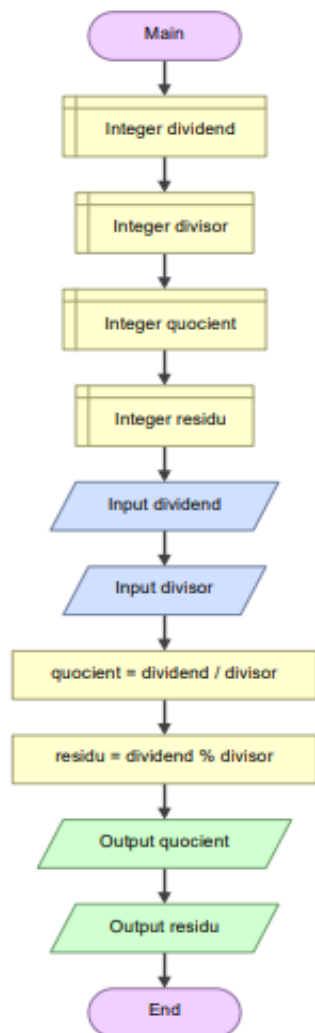 Main
Integer dividend
Integer divisor
Integer quocient
Integer residu
Input dividend
Input divisor
quocient = dividend / divisor
residu = dividend % divisor
Output quocient
Output residu
End